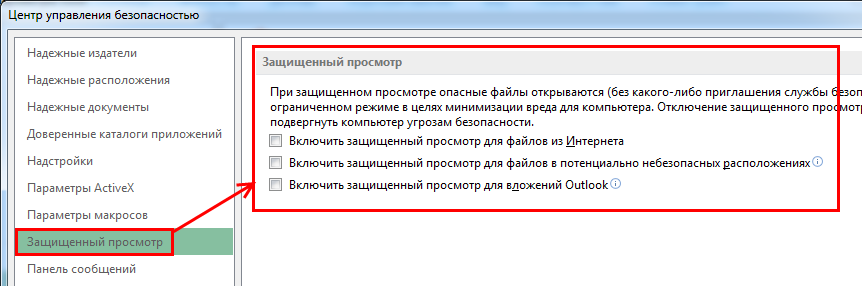 Центр управления безопасностью
Надежные издатели
Надежные расположения
Надежные документы
Доверенные каталоги приложений
Надстройки
Параметры ActiveX
Параметры макросов
Защищенный просмотр
Панель сообщений
Защищенный просмотр
При защищенном просмотре опасные файлы открываются (без какого-либо приглашения службы безоп
ограниченном режиме в целях минимизации вреда для компьютера. Отключение защищенного просмотр
подвергнуть компьютер угрозам безопасности.
Включить защищенный просмотр для файлов из Интернета
Включить защищенный просмотр для файлов в потенциально небезопасных расположениях
Включить защищенный просмотр для вложений Outlook